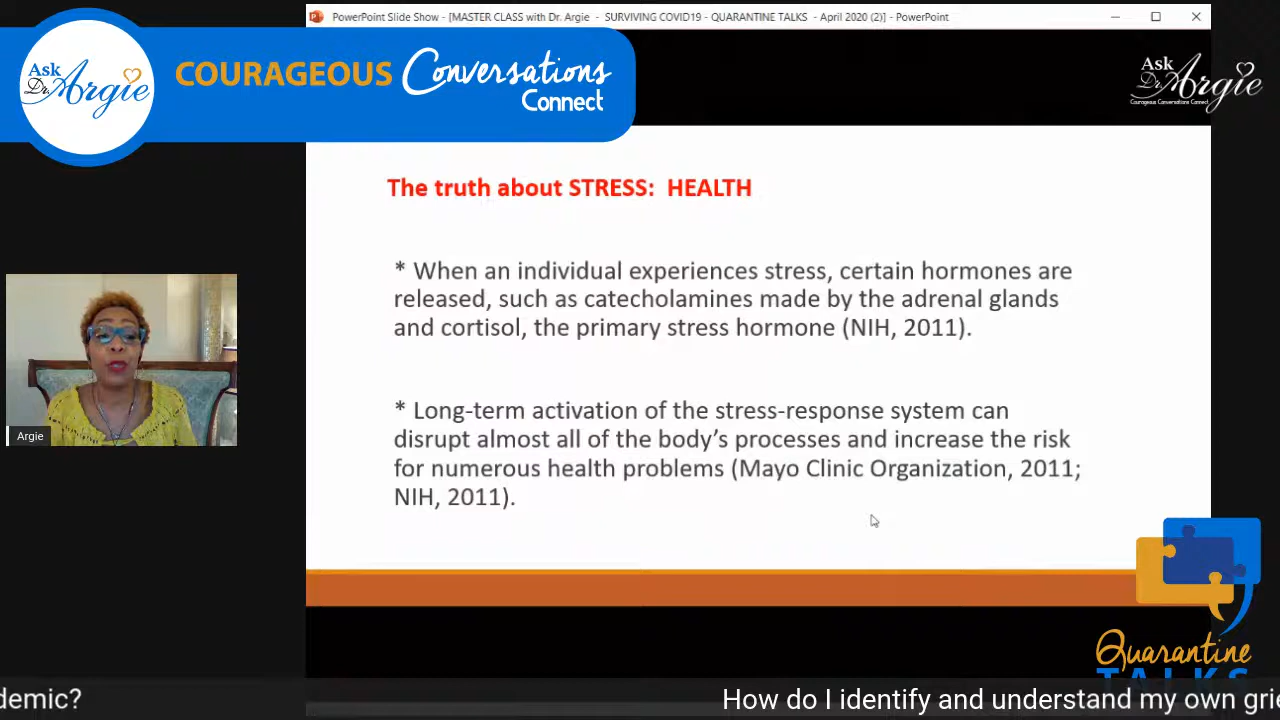 PowerPoint Slide Show - [MASTER CLASS with Dr. Argie - SURVIVING COVID19 - QUARANTINE TALKS - April 2020 (2)] - PowerPoint
Ask
Dr. Argie
COURAGEOUS Conversations
Connect
Ask
Dr. Argie
Courageous Conversations Connect
The truth about STRESS: HEALTH
* When an individual experiences stress, certain hormones are
released, such as catecholamines made by the adrenal glands
and cortisol, the primary stress hormone (NIH, 2011).
* Long-term activation of the stress-response system can
disrupt almost all of the body's processes and increase the risk
for numerous health problems (Mayo Clinic Organization, 2011;
NIH, 2011).
Argie
Quarantine
TALKS
demic?
How do I identify and understand my own grie